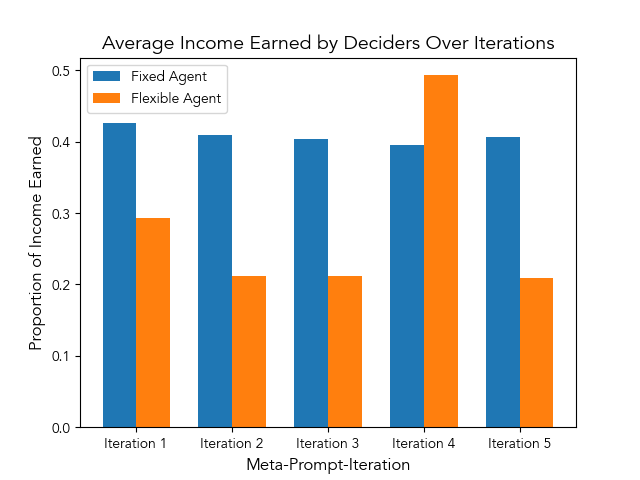 Average Income Earned by Deciders Over Iterations
Fixed Agent
Flexible Agent
Proportion of Income Earned
0.5
0.4
0.3
0.2
0.1
0.0
Iteration 1
Iteration 2
Iteration 3
Iteration 4
Iteration 5
Meta-Prompt-Iteration